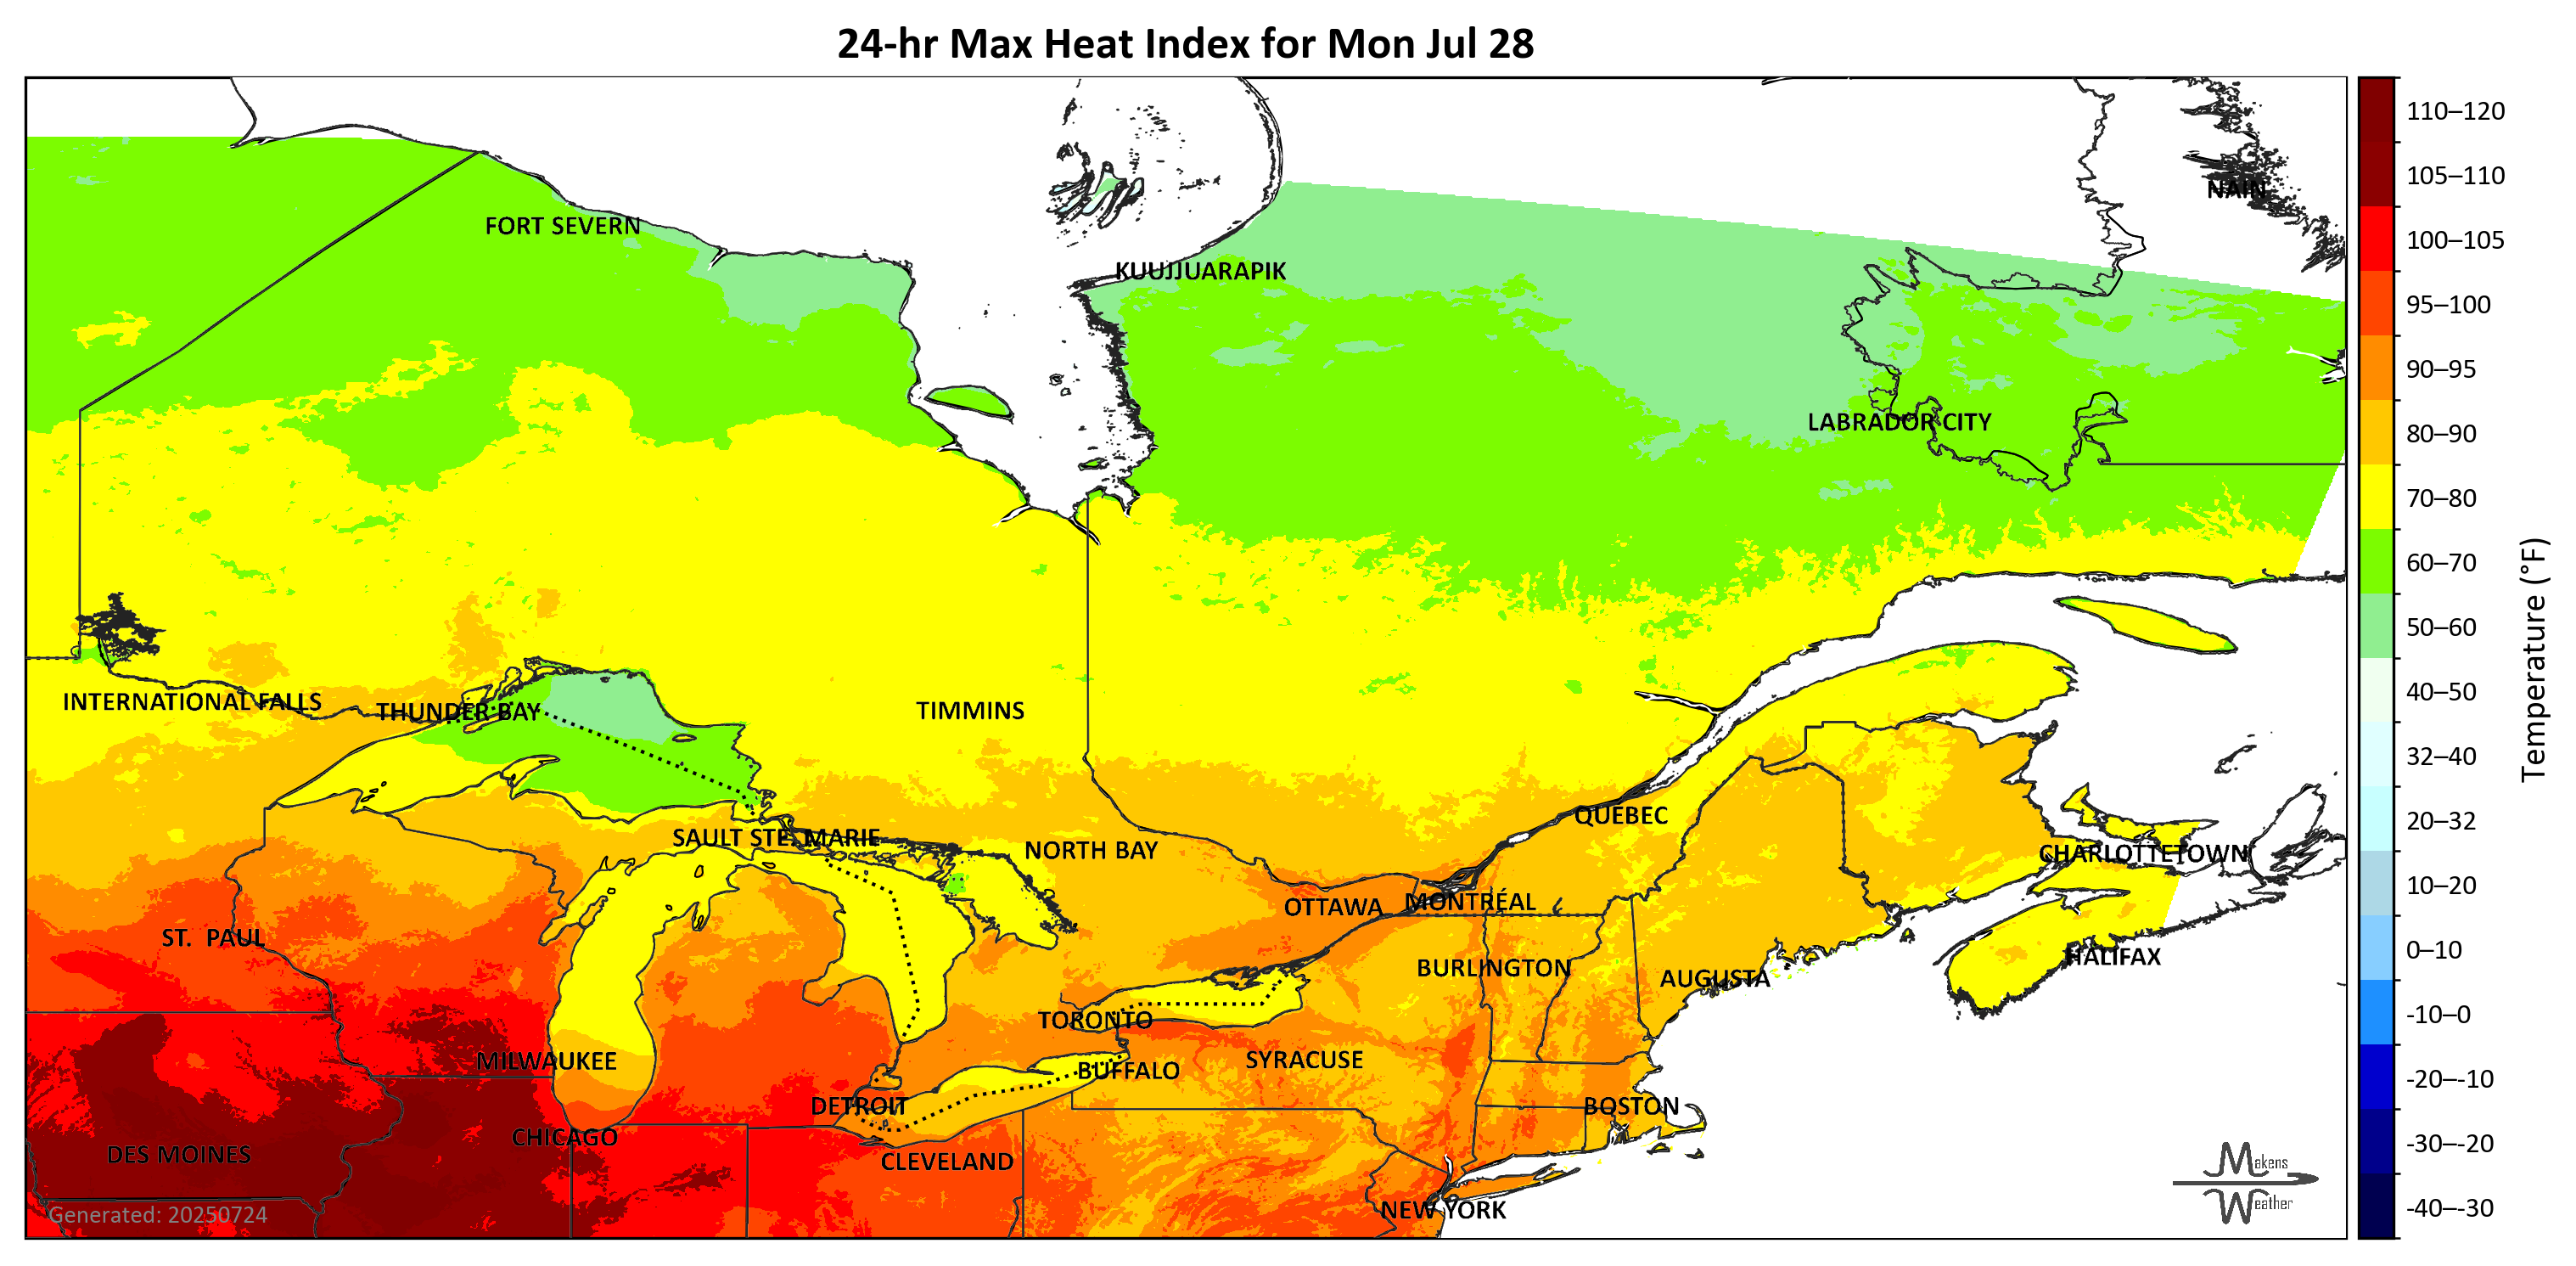 24-hr Max Heat Index for Mon Jul 28
110–120
105–110
NAIN
FORT SEVERN
100–105
KUUJJUARAPIK
95–100
90–95
LABRADOR CITY
80–90
70–80
60–70
50–60
Temperature (°F)
40–50
INTERNATIONAL FALLS
THUNDER BAY
TIMMINS
32–40
QUÉBEC
20–32
SAULT STE. MARIE
NORTH BAY
CHARLOTTETOWN
10–20
OTTAWA
MONTRÉAL
ST. PAUL
0–10
HALIFAX
BURLINGTON
AUGUSTA
-10–0
TORONTO
MILWAUKEE
SYRACUSE
BUFFALO
-20–-10
DETROIT
BOSTON
CHICAGO
-30–-20
DES MOINES
CLEVELAND
Makens
Weather
-40–-30
NEW YORK
Generated: 20250724